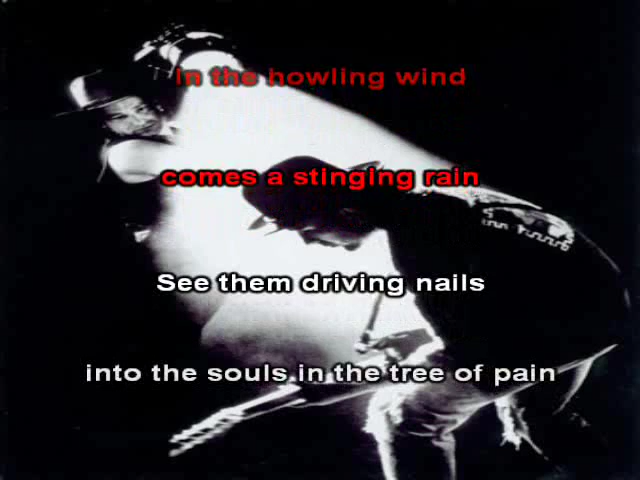 In the howling wind
comes a stinging rain
See them driving nails
into the souls in the tree of pain